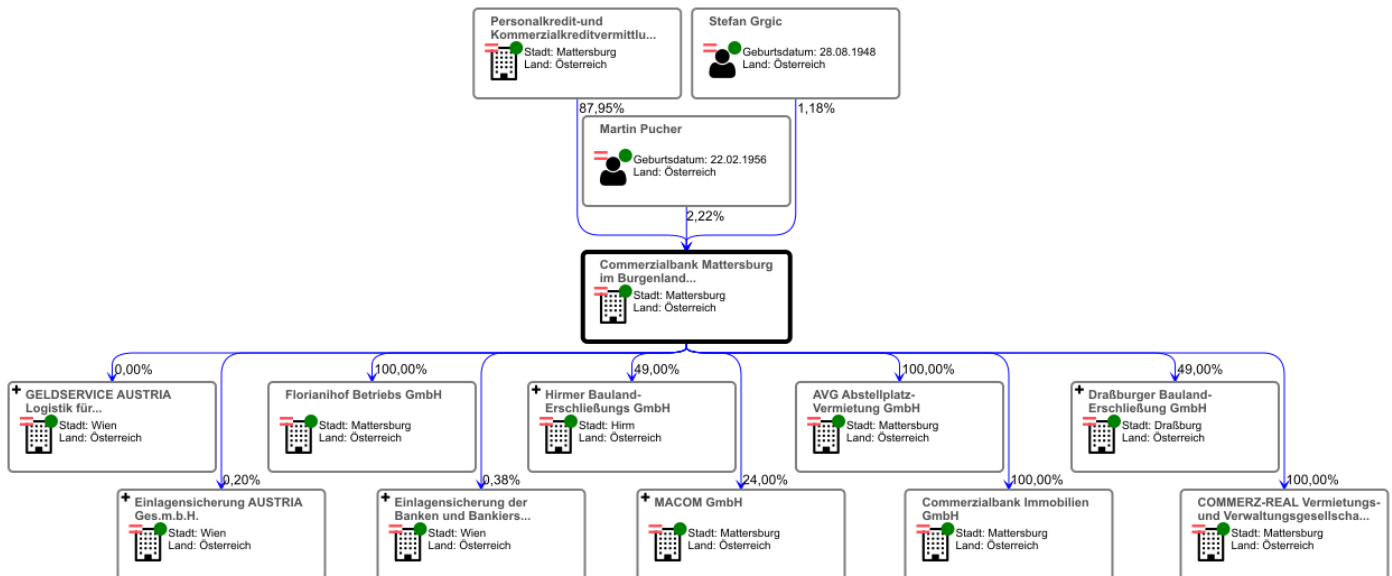 Personalkredit-und
Kommerzialkreditvermittlu...
Stadt: Mattersburg
Land: Österreich
Stefan Grgic
Geburtsdatum: 28.08.1948
Land: Österreich
87,95%
1,18%
Martin Pucher
Geburtsdatum: 22.02.1956
Land: Österreich
2,22%
Commerzialbank Mattersburg
im Burgenland...
Stadt: Mattersburg
Land: Österreich
0,00%
GELDSERVICE AUSTRIA
Logistik für...
Stadt: Wien
Land: Österreich
100,00%
Florianihof Betriebs GmbH
Stadt: Mattersburg
Land: Österreich
49,00%
Hirmer Bauland-
Erschließungs GmbH
Stadt: Hirm
Land: Österreich
100,00%
AVG Abstellplatz-
Vermietung GmbH
Stadt: Mattersburg
Land: Österreich
49,00%
Draßburger Bauland-
Erschließung GmbH
Stadt: Draßburg
Land: Österreich
0,20%
Einlagensicherung AUSTRIA
Ges.m.b.H.
Stadt: Wien
Land: Österreich
0,38%
Einlagensicherung der
Banken und Bankiers...
Stadt: Wien
Land: Österreich
24,00%
MACOM GmbH
Stadt: Mattersburg
Land: Österreich
100,00%
Commerzialbank Immobilien
GmbH
Stadt: Mattersburg
Land: Österreich
100,00%
COMMERZ-REAL Vermietungs-
und Verwaltungsgesellscha...
Stadt: Mattersburg
Land: Österreich